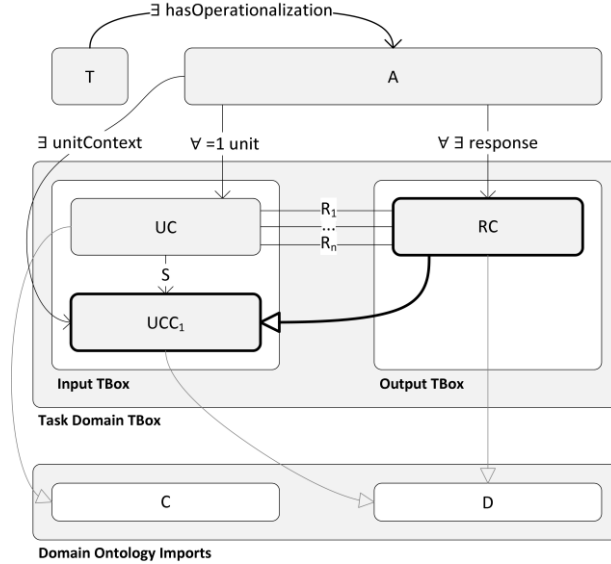 ∃ hasOperationalization
T
A
∃ unitContext
∀ =1 unit
∀ ∃ response
UC
R₁
...
Rₙ
RC
S
UCC₁
Input TBox
Output TBox
Task Domain TBox
C
D
Domain Ontology Imports